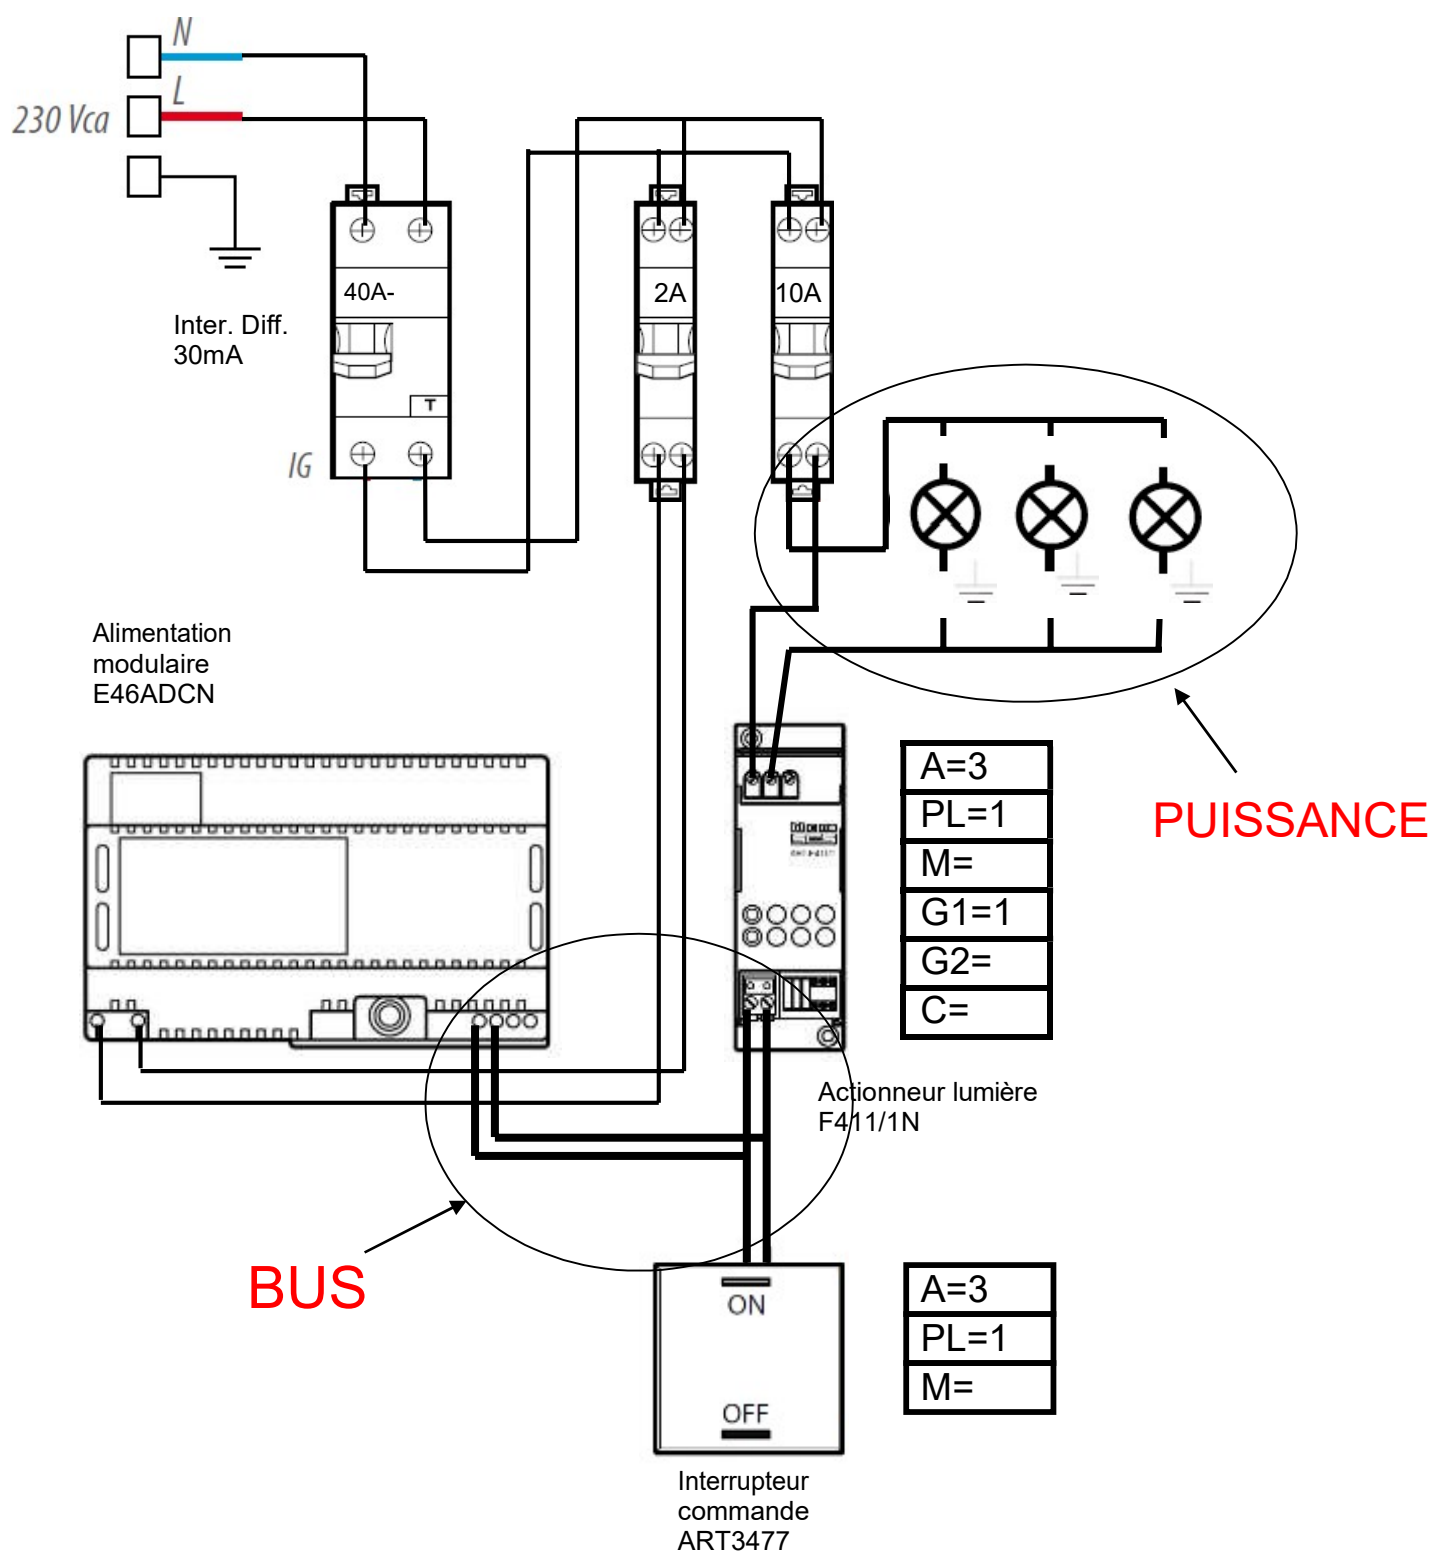 N
L
230 Vca
40A-
2A
10A
Inter. Diff.
30mA
T
IG
Alimentation
modulaire
E46ADCN
A=3
PL=1
M=
G1=1
G2=
C=
PUISSANCE
Actionneur lumière
F411/1N
BUS
ON
OFF
A=3
PL=1
M=
Interrupteur
commande
ART3477